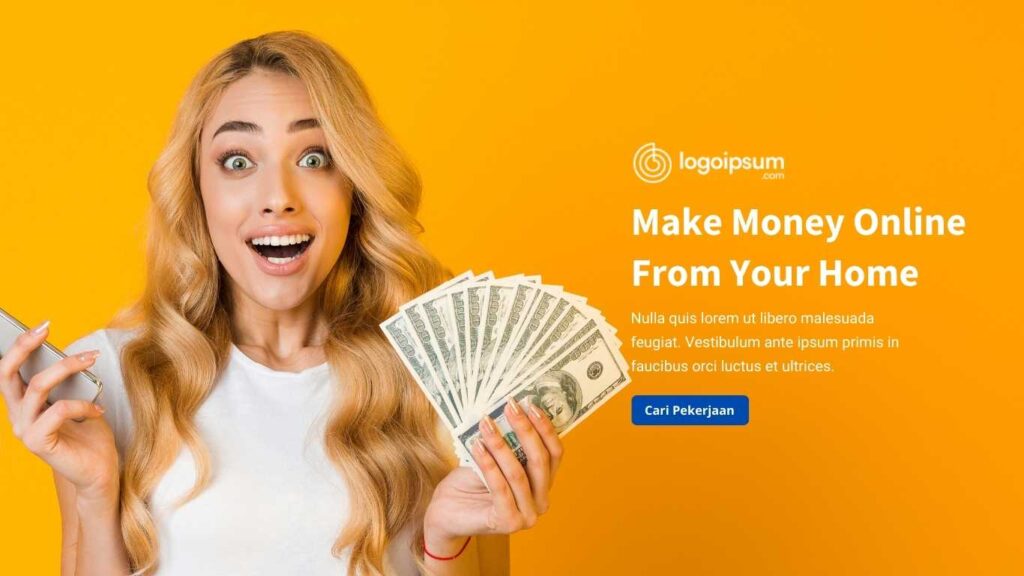 logoipsum
.com
Make Money Online
From Your Home
Nulla quis lorem ut libero malesuada
feugiat. Vestibulum ante ipsum primis in
faucibus orci luctus et ultrices.
Cari Pekerjaan